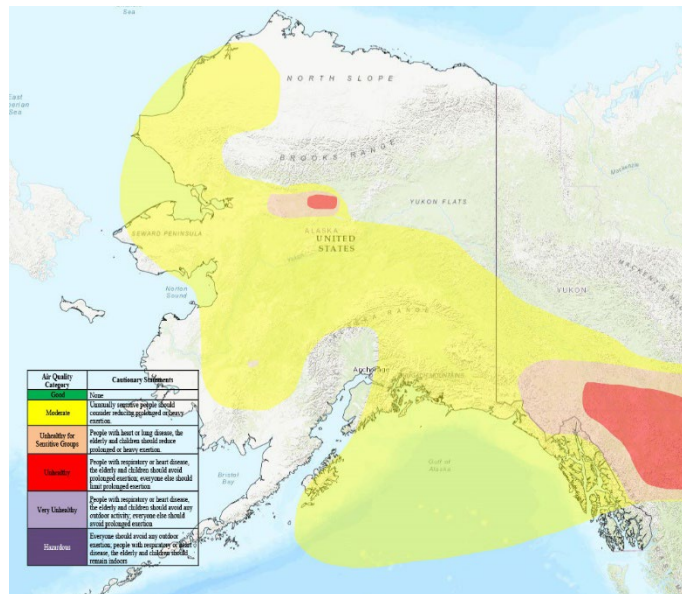 Sea
East
Sea
NORTH SLOPE
BROOKS RANGE
YUKON FLATS
Mackenzie
ALASKA
UNITED
STATES
SEWARD PENINSULA
Yukon
Norton
Sound
YUKON
MACKENZIE
RANGE
Anchorage
Bristol
Bay
Gulf of
Alaska
Air Quality
Category
Cautionary Statements
Good
None
Moderate
Unusually sensitive people should
consider reducing prolonged or heavy
exertion.
Unhealthy for
Sensitive Groups
People with heart or lung disease, the
elderly and children should reduce
prolonged or heavy exertion.
Unhealthy
People with respiratory or heart disease,
the elderly and children should avoid
prolonged exertion; everyone else should
limit prolonged exertion
Very Unhealthy
People with respiratory or heart disease,
the elderly and children should avoid any
outdoor activity; everyone else should
avoid prolonged exertion
Hazardous
Everyone should avoid any outdoor
exertion; people with respiratory or heart
disease, the elderly and children should
remain indoors